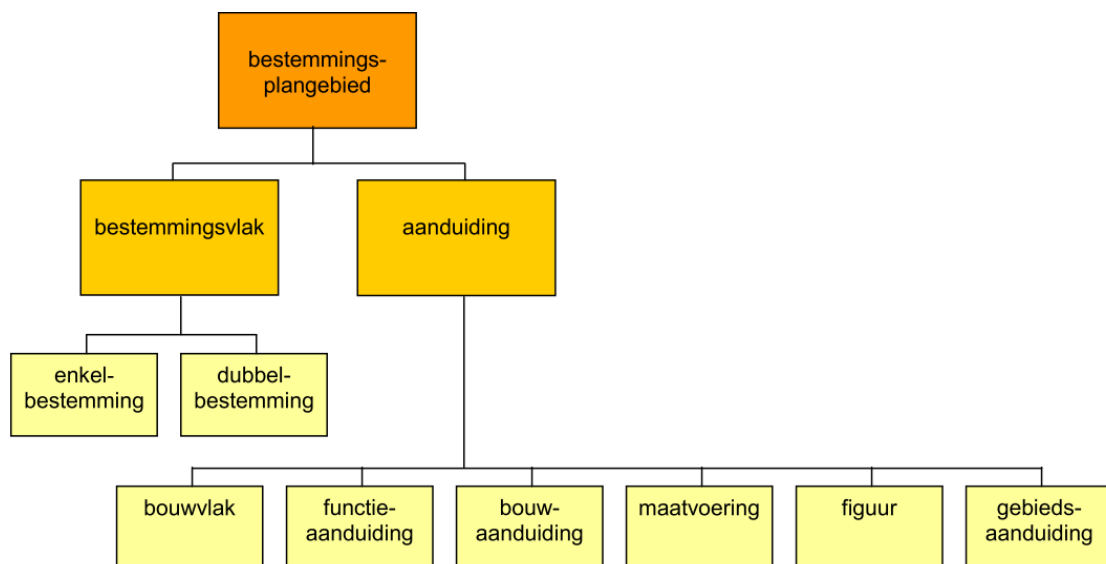 bestemmings-
plangebied
bestemmingsvlak
aanduiding
enkel-
bestemming
dubbel-
bestemming
bouwvlak
functie-
aanduiding
bouw-
aanduiding
maatvoering
figuur
gebieds-
aanduiding